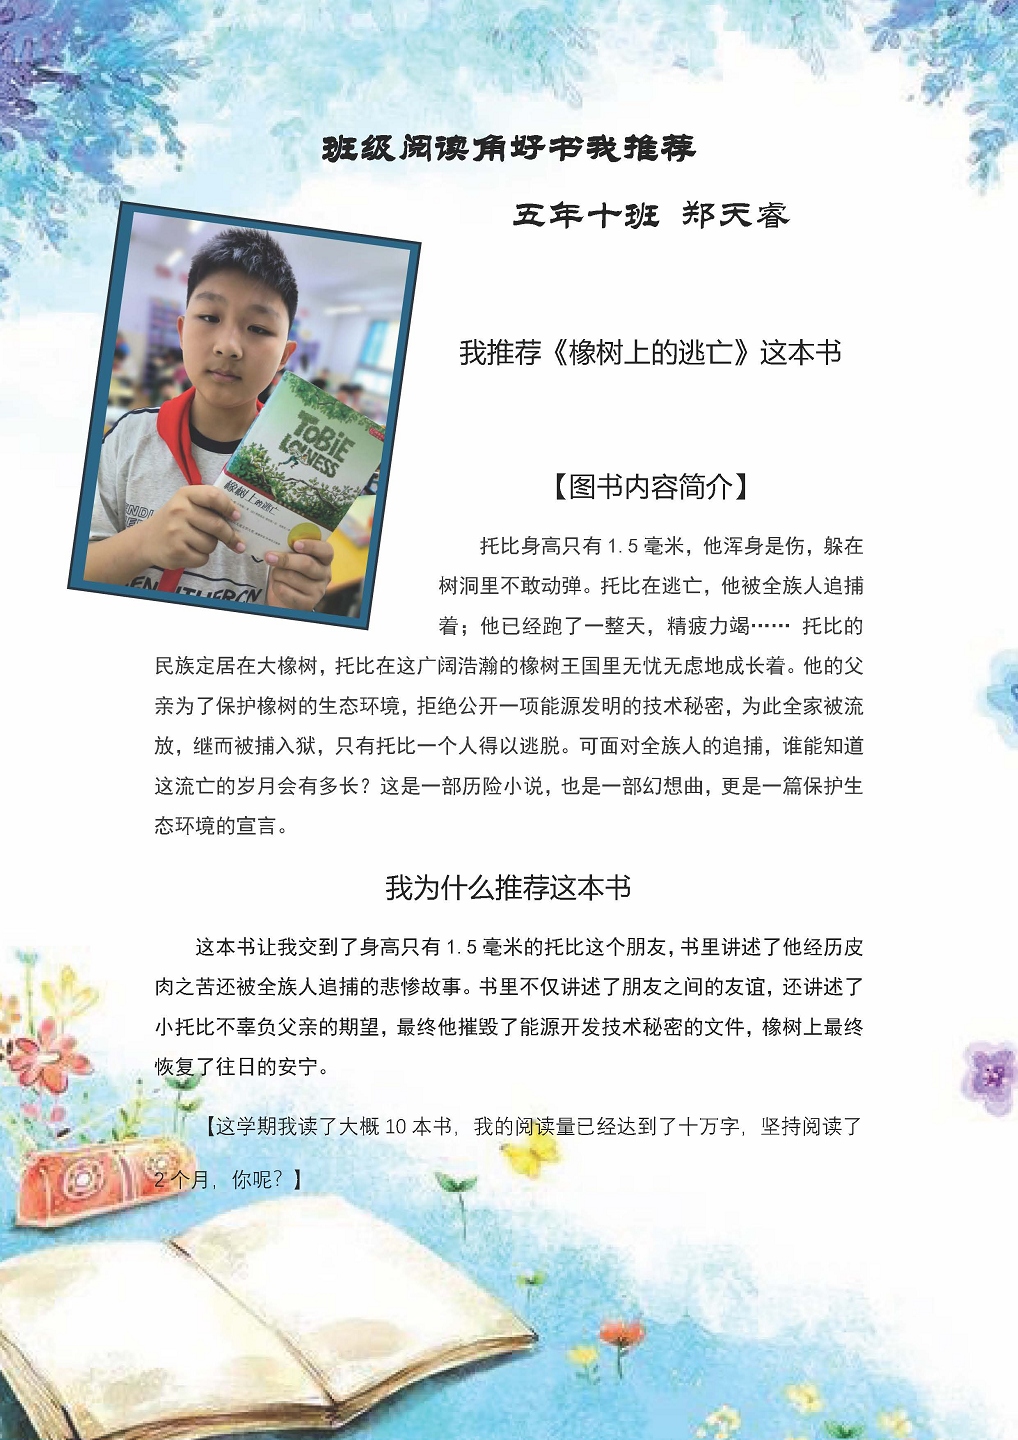 班级阅读角好书我推荐
五年十班 郑天睿
我推荐《橡树上的逃亡》这本书
TOBIE
LOLNESS
橡树上的逃亡
【图书内容简介】
托比身高只有1.5毫米，他浑身是伤，躲在
树洞里不敢动弹。托比在逃亡，他被全族人追捕
着；他已经跑了一整天，精疲力竭…… 托比的
民族定居在大橡树，托比在这广阔浩瀚的橡树王国里无忧无虑地成长着。他的父
亲为了保护橡树的生态环境，拒绝公开一项能源发明的技术秘密，为此全家被流
放，继而被捕入狱，只有托比一个人得以逃脱。可面对全族人的追捕，谁能知道
这流亡的岁月会有多长？这是一部历险小说，也是一部幻想曲，更是一篇保护生
态环境的宣言。
我为什么推荐这本书
这本书让我交到了身高只有1.5毫米的托比这个朋友，书里讲述了他经历皮
肉之苦还被全族人追捕的悲惨故事。书里不仅讲述了朋友之间的友谊，还讲述了
小托比不辜负父亲的期望，最终他摧毁了能源开发技术秘密的文件，橡树上最终
恢复了往日的安宁。
【这学期我读了大概10本书，我的阅读量已经达到了十万字，坚持阅读了
2个月，你呢？】